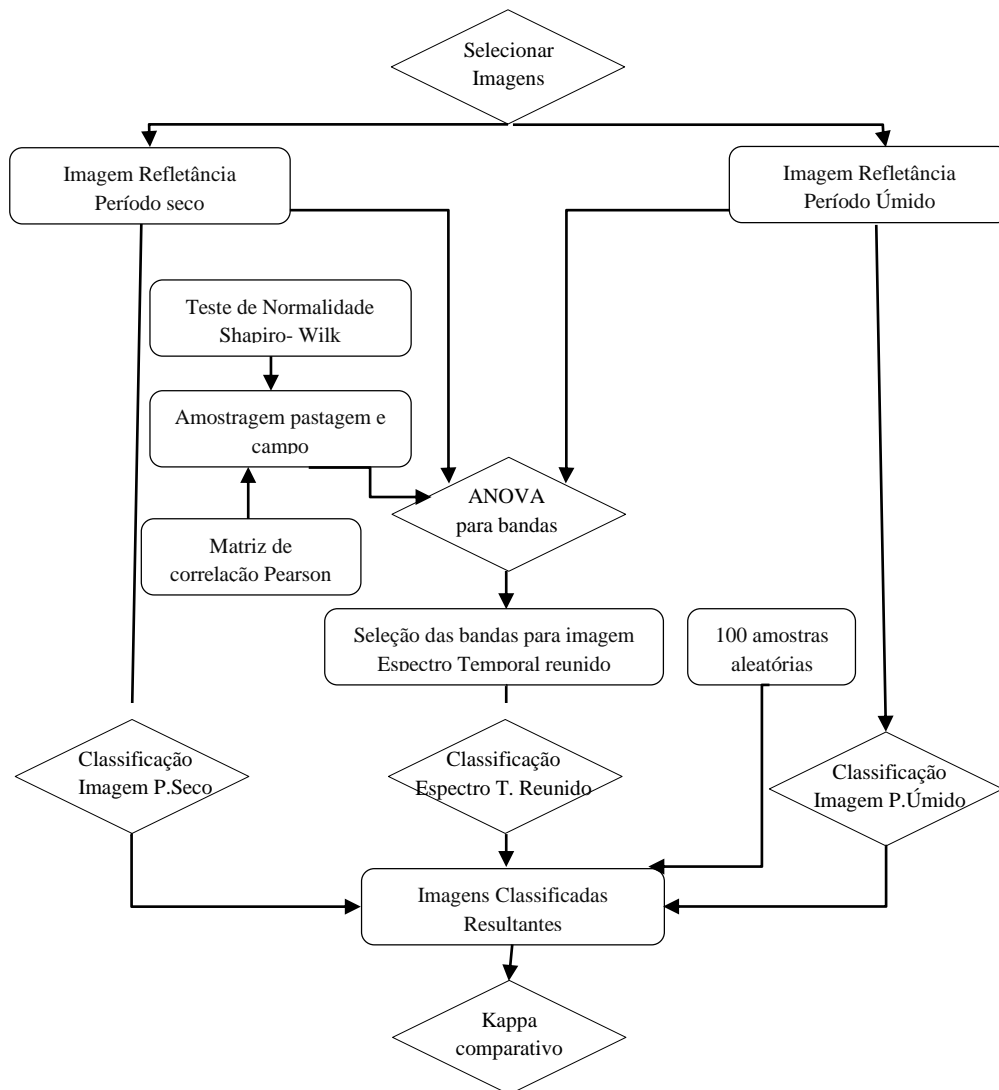 Selecionar
Imagens
Imagem Refletância
Período seco
Imagem Refletância
Período Úmido
Teste de Normalidade
Shapiro- Wilk
Amostragem pastagem e
campo
ANOVA
para bandas
Matriz de
correlação Pearson
Seleção das bandas para imagem
Espectro Temporal reunido
100 amostras
aleatórias
Classificação
Imagem P.Seco
Classificação
Espectro T. Reunido
Classificação
Imagem P.Úmido
Imagens Classificadas
Resultantes
Kappa
comparativo